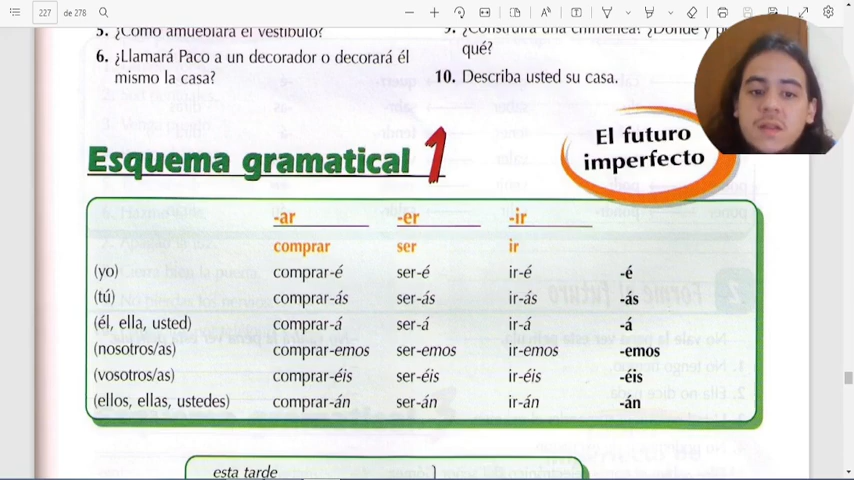 227 de 278
5. ¿Cómo amueblará el vestíbulo?
6. ¿Llamará Paco a un decorador o decorará él
mismo la casa?
9. ¿Construirá una chimenea? ¿Dónde y
qué?
10. Describa usted su casa.
Esquema gramatical 1
El futuro
imperfecto
-ar -er -ir
comprar ser ir
(yo) comprar-é ser-é ir-é -é
(tú) comprar-ás ser-ás ir-ás -ás
(él, ella, usted) comprar-á ser-á ir-á -á
(nosotros/as) comprar-emos ser-emos ir-emos -emos
(vosotros/as) comprar-éis ser-éis ir-éis -éis
(ellos, ellas, ustedes) comprar-án ser-án ir-án -án
esta tarde